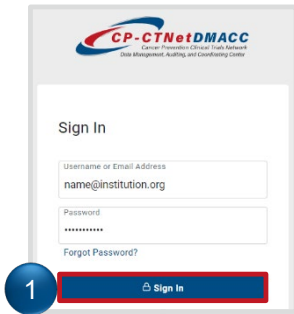 CP-CTNetDMACC
Cancer Prevention Clinical Trials Network
Data Management, Auditing, and Coordinating Center
Sign In
Username or Email Address
name@institution.org
Password
•••••••••••
Forgot Password?
1
Sign In